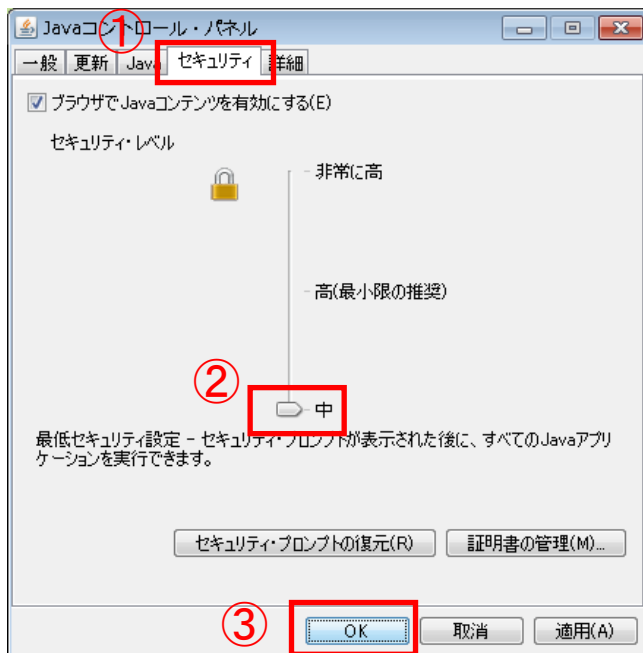 Javaコントロール・パネル
①
一般 更新 Java セキュリティ 詳細
ブラウザでJavaコンテンツを有効にする(E)
セキュリティ・レベル
非常に高
高(最小限の推奨)
②
中
最低セキュリティ設定 - セキュリティ・プロンプトが表示された後に、すべてのJavaアプリ
ケーションを実行できます。
セキュリティ・プロンプトの復元(R) 証明書の管理(M)...
③
OK 取消 適用(A)